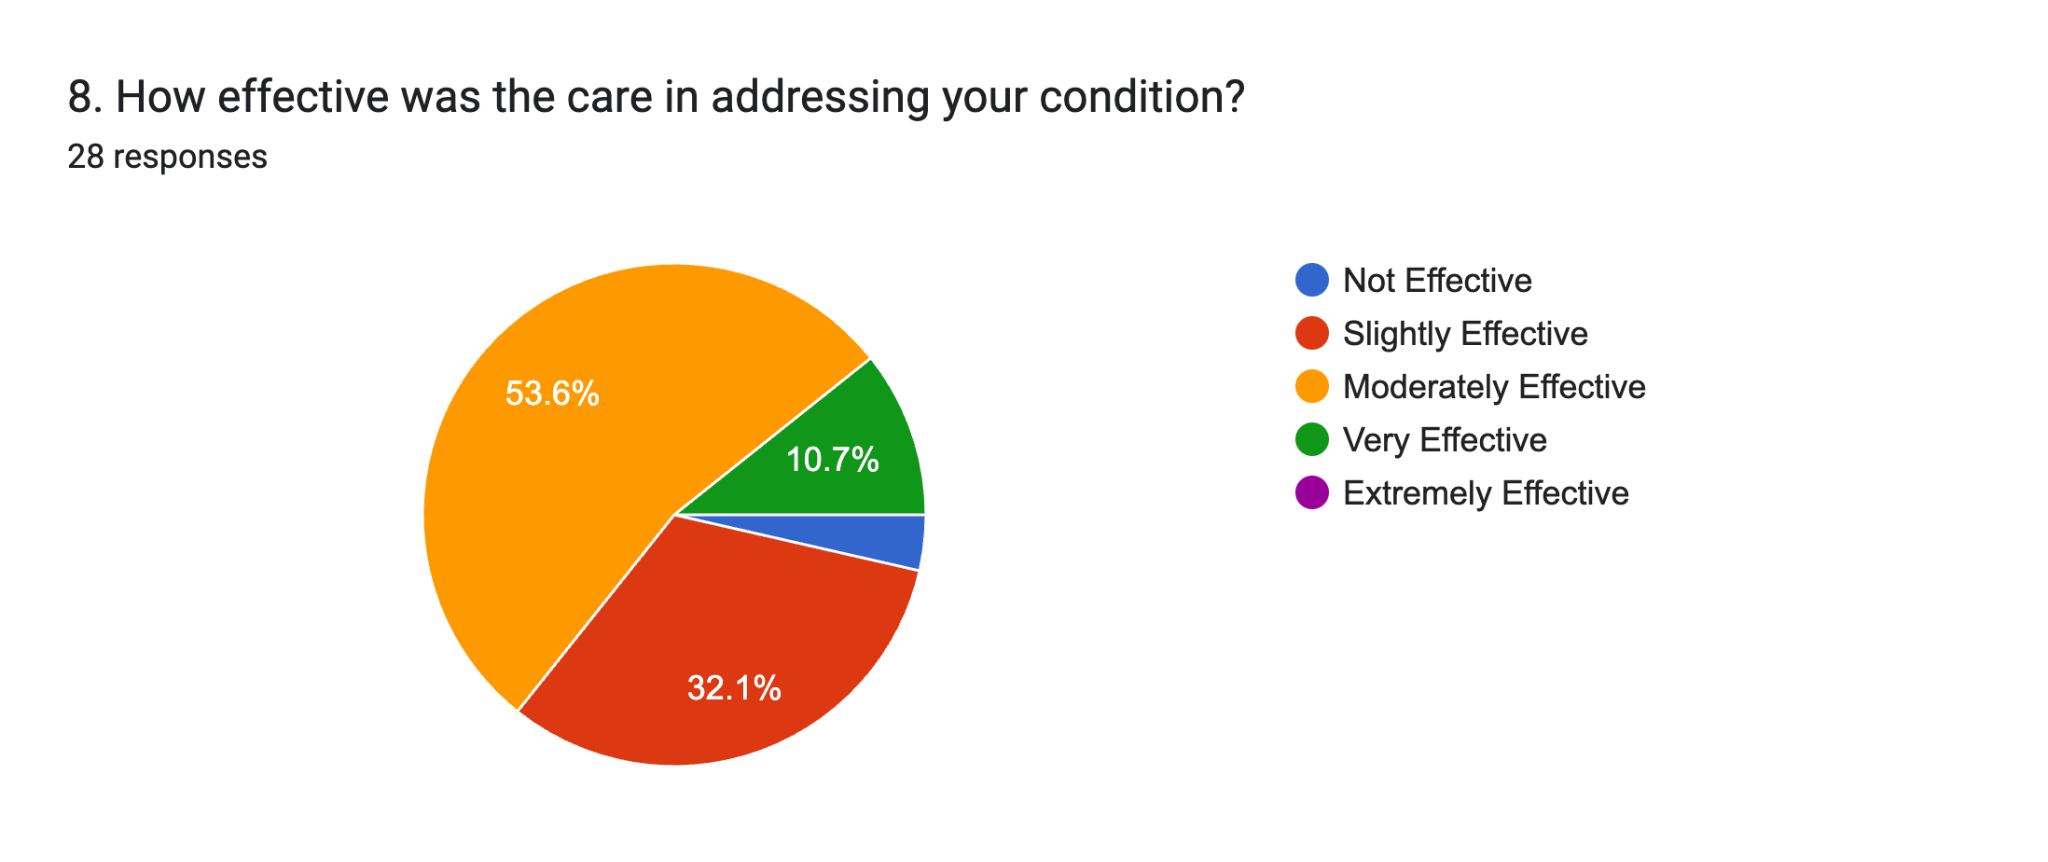 8. How effective was the care in addressing your condition?
28 responses
53.6%
10.7%
32.1%
Not Effective
Slightly Effective
Moderately Effective
Very Effective
Extremely Effective